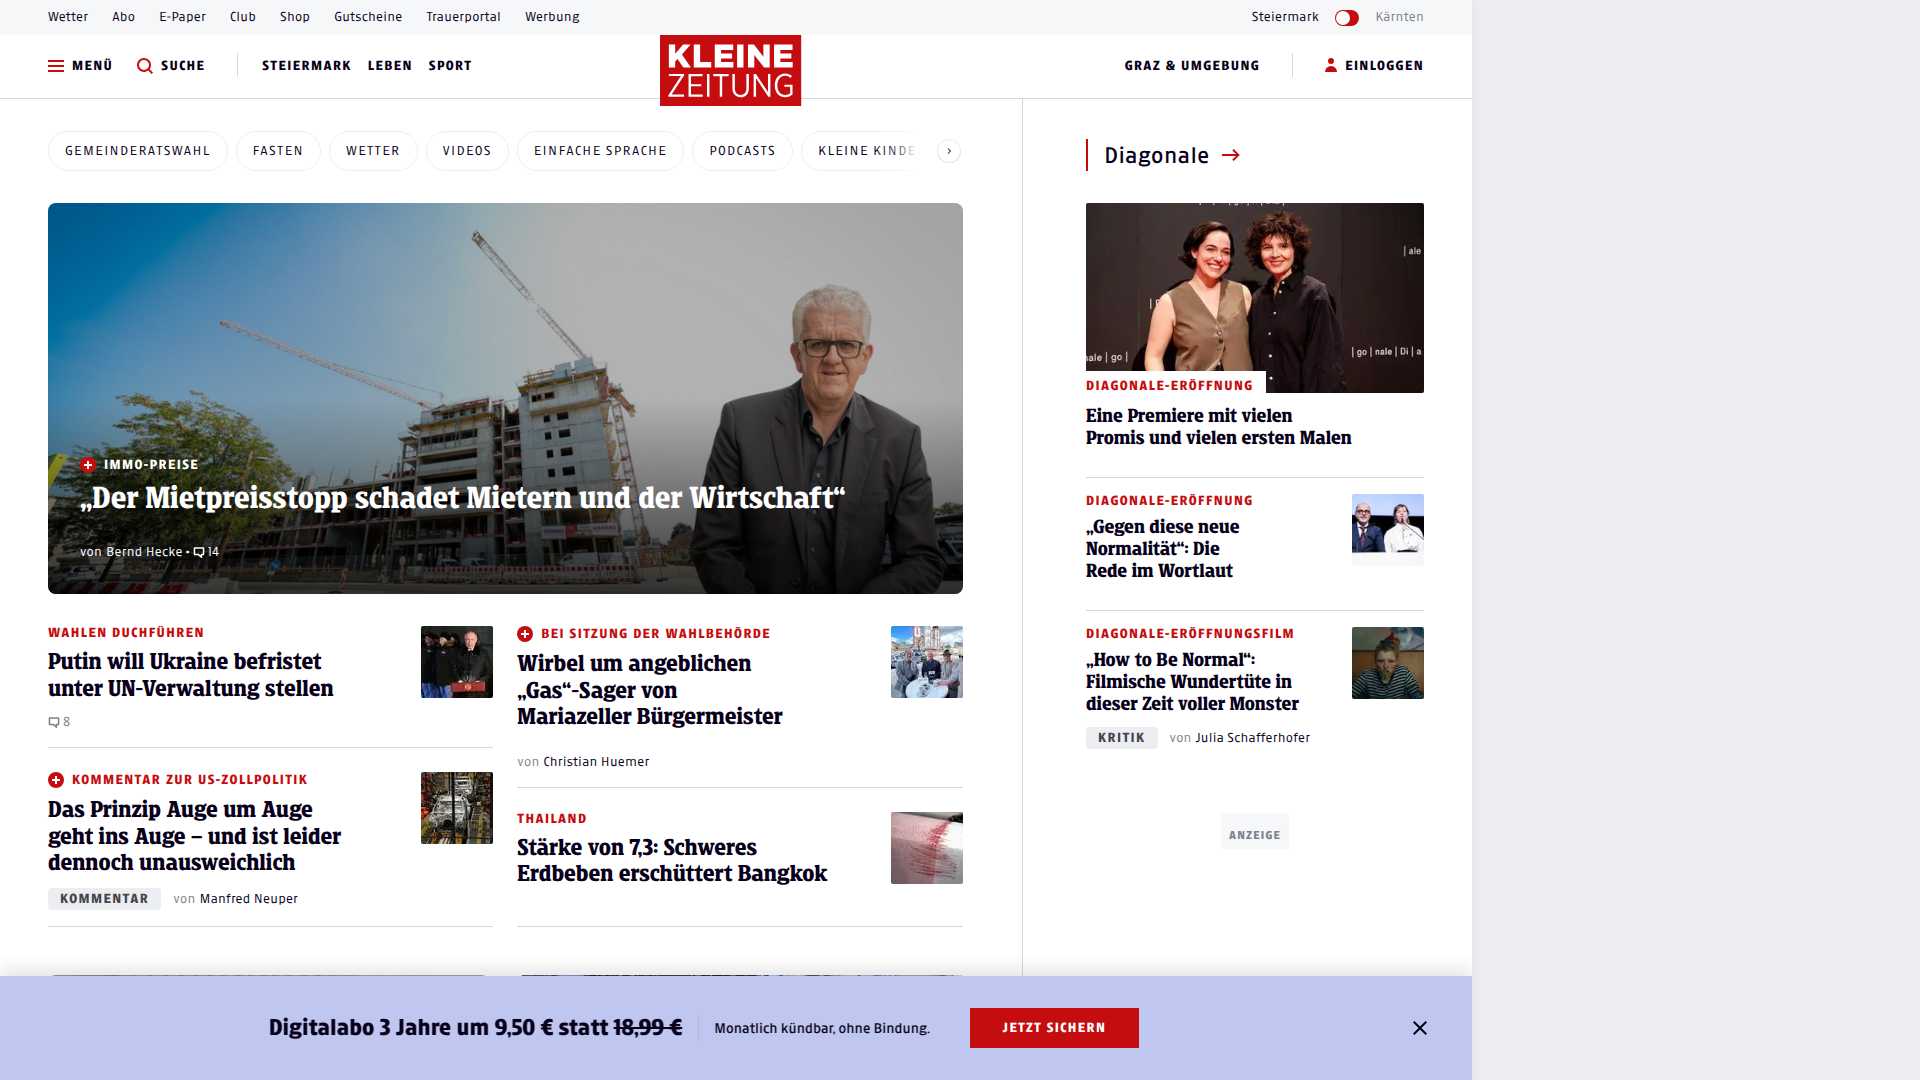 Wetter Abo E-Paper Club Shop Gutscheine Trauerportal Werbung Steiermark Kärnten
MENÜ SUCHE STEIERMARK LEBEN SPORT KLEINE ZEITUNG GRAZ & UMGEBUNG EINLOGGEN
GEMEINDERATSWAHL FASTEN WETTER VIDEOS EINFACHE SPRACHE PODCASTS KLEINE KINDE ›
IMMO-PREISE
„Der Mietpreisstopp schadet Mietern und der Wirtschaft“
von Bernd Hecke • 14
WAHLEN DUCHFÜHREN
Putin will Ukraine befristet
unter UN-Verwaltung stellen
8
KOMMENTAR ZUR US-ZOLLPOLITIK
Das Prinzip Auge um Auge
geht ins Auge – und ist leider
dennoch unausweichlich
KOMMENTAR von Manfred Neuper
BEI SITZUNG DER WAHLBEHÖRDE
Wirbel um angeblichen
„Gas“-Sager von
Mariazeller Bürgermeister
von Christian Huemer
THAILAND
Stärke von 7,3: Schweres
Erdbeben erschüttert Bangkok
Diagonale →
| ale
nale | go |
| go | nale | Di | a
DIAGONALE-ERÖFFNUNG
Eine Premiere mit vielen
Promis und vielen ersten Malen
DIAGONALE-ERÖFFNUNG
„Gegen diese neue
Normalität“: Die
Rede im Wortlaut
DIAGONALE-ERÖFFNUNGSFILM
„How to Be Normal“:
Filmische Wundertüte in
dieser Zeit voller Monster
KRITIK von Julia Schafferhofer
ANZEIGE
Digitalabo 3 Jahre um 9,50 € statt 18,99 € Monatlich kündbar, ohne Bindung. JETZT SICHERN